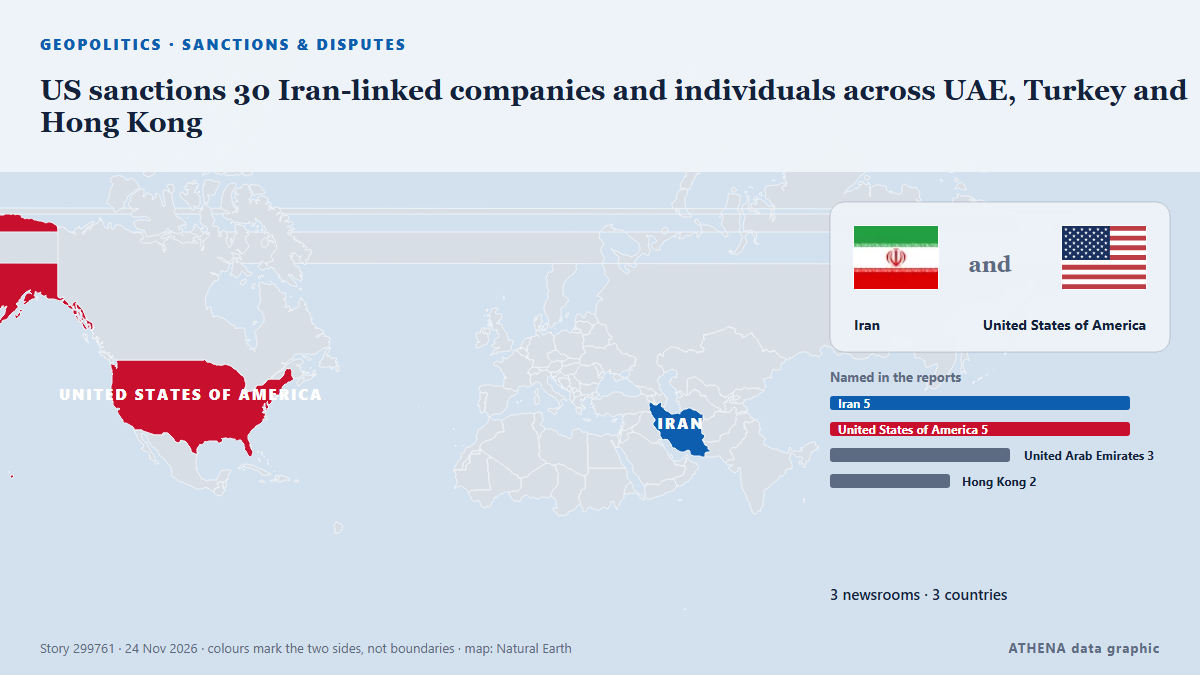 GEOPOLITICS · SANCTIONS & DISPUTES
US sanctions 30 Iran-linked companies and individuals across UAE, Turkey and
Hong Kong
and
Iran
United States of America
Named in the reports
Iran 5
United States of America 5
United Arab Emirates 3
Hong Kong 2
UNITED STATES OF AMERICA
IRAN
3 newsrooms · 3 countries
Story 299761 · 24 Nov 2026 · colours mark the two sides, not boundaries · map: Natural Earth
ATHENA data graphic